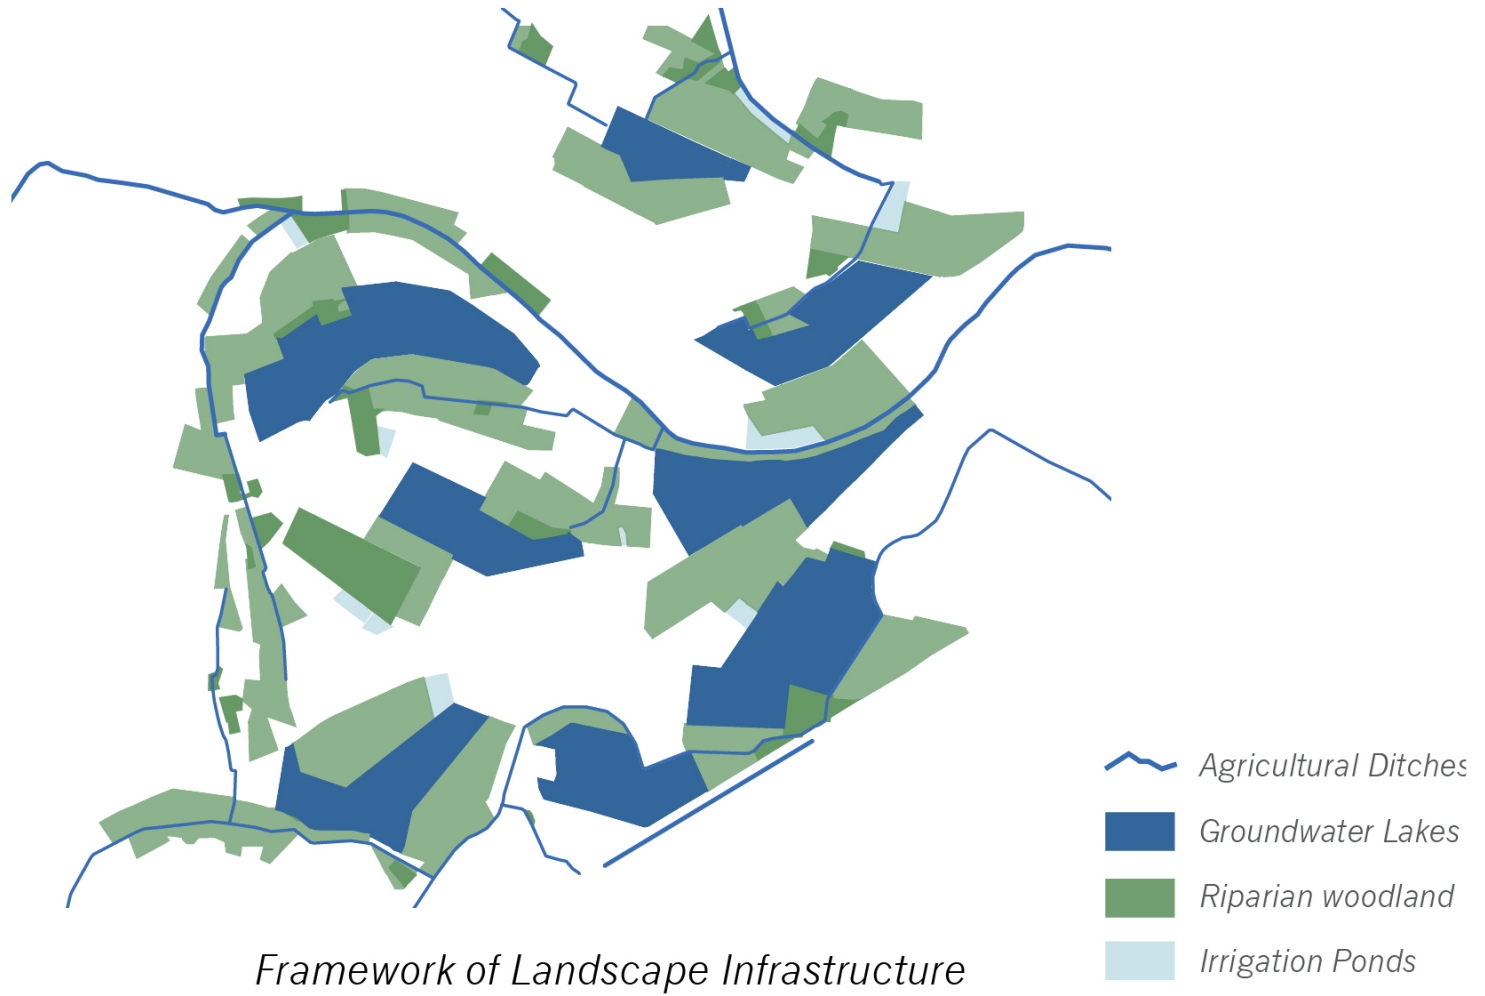 Agricultural Ditches
Groundwater Lakes
Riparian woodland
Irrigation Ponds
Framework of Landscape Infrastructure